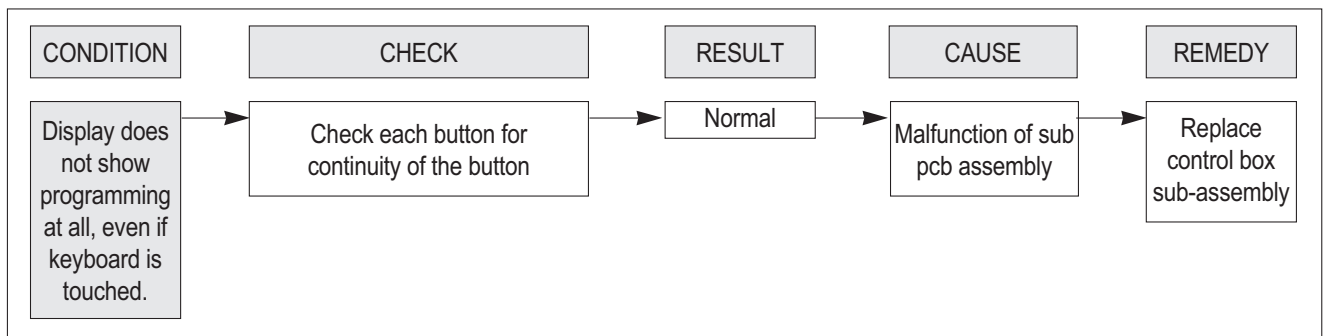 CONDITION
CHECK
RESULT
CAUSE
REMEDY
Display does
not show
programming
at all, even if
keyboard is
touched.
Check each button for
continuity of the button
Normal
Malfunction of sub
pcb assembly
Replace
control box
sub-assembly